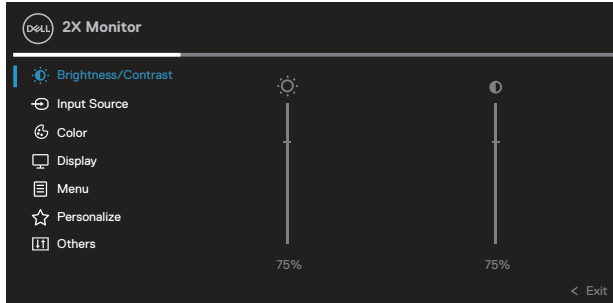 DELL
2X Monitor
Brightness/Contrast
Input Source
Color
Display
Menu
Personalize
Others
75%
75%
< Exit